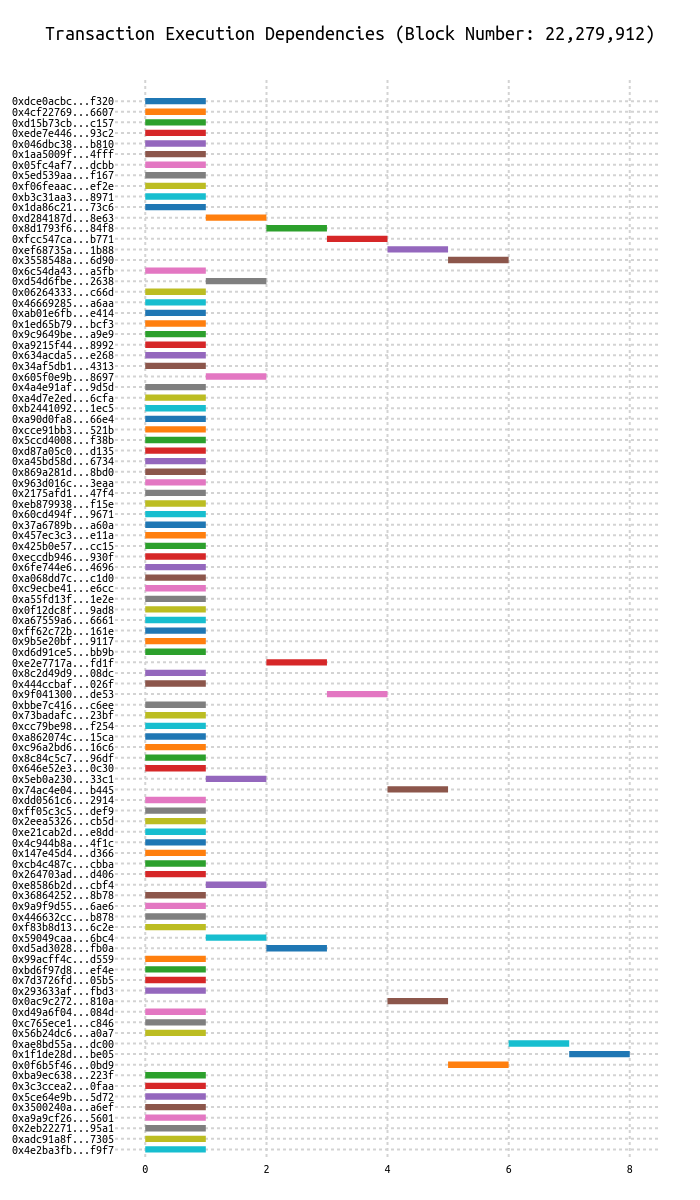 Transaction Execution Dependencies (Block Number: 22,279,912)
0xdce0acbc...f320
0x4cf22769...6607
0xd15b73cb...c157
0xede7e446...93c2
0x046dbc38...b810
0x1aa5009f...4fff
0x05fc4af7...dcbb
0x5ed539aa...f167
0xf06feaac...ef2e
0xb3c31aa3...8971
0x1da86c21...73c6
0xd284187d...8e63
0x8d1793f6...84f8
0xfcc547ca...b771
0xef68735a...1b88
0x3558548a...6d90
0x6c54da43...a5fb
0xd54d6fbe...2638
0x06264333...c66d
0x46669285...a6aa
0xab01e6fb...e414
0x1ed65b79...bcf3
0x9c9649be...a9e9
0xa9215f44...8992
0x634acda5...e268
0x34af5db1...4313
0x605f0e9b...8697
0x4a4e91af...9d5d
0xa4d7e2ed...6cfa
0xb2441092...1ec5
0xa90d0fa8...66e4
0xcce91bb3...521b
0x5ccd4008...f38b
0xd87a05c0...d135
0xa45bd58d...6734
0x869a281d...8bd0
0x963d016c...3eaa
0x2175afd1...47f4
0xeb879938...f15e
0x60cd494f...9671
0x37a6789b...a60a
0x457ec3c3...e11a
0x425b0e57...cc15
0xeccdb946...930f
0x6fe744e6...4696
0xa068dd7c...c1d0
0xc9ecbe41...e6cc
0xa55fd13f...1e2e
0x0f12dc8f...9ad8
0xa67559a6...6661
0xff62c72b...161e
0x9b5e20bf...9117
0xd6d91ce5...bb9b
0xe2e7717a...fd1f
0x8c2d49d9...08dc
0x444ccbaf...026f
0x9f041300...de53
0xbbe7c416...c6ee
0x73badafc...23bf
0xcc79be98...f254
0xa862074c...15ca
0xc96a2bd6...16c6
0x8c84c5c7...96df
0x646e52e3...0c30
0x5eb0a230...33c1
0x74ac4e04...b445
0xdd0561c6...2914
0xff05c3c5...def9
0x2eea5326...cb5d
0xe21cab2d...e8dd
0x4c944b8a...4f1c
0x147e45d4...d366
0xcb4c487c...cbba
0x264703ad...d406
0xe8586b2d...cbf4
0x36864252...8b78
0x9a9f9d55...6ae6
0x446632cc...b878
0xf83b8d13...6c2e
0x59049caa...6bc4
0xd5ad3028...fb0a
0x99acff4c...d559
0xbd6f97d8...ef4e
0x7d3726fd...05b5
0x293633af...fbd3
0x0ac9c272...810a
0xd49a6f04...084d
0xc765ece1...c846
0x56b24dc6...a0a7
0xae8bd55a...dc00
0x1f1de28d...be05
0x0f6b5f46...0bd9
0xba9ec638...223f
0x3c3ccea2...0faa
0x5ce64e9b...5d72
0x3500240a...a6ef
0xa9a9cf26...5601
0x2eb22271...95a1
0xadc91a8f...7305
0x4e2ba3fb...f9f7
0 2 4 6 8